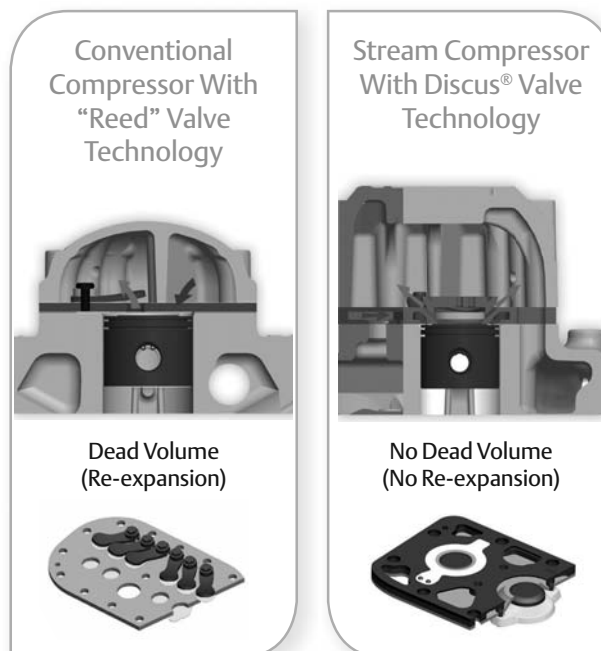 Conventional
Compressor With
“Reed” Valve
Technology
Dead Volume
(Re-expansion)
Stream Compressor
With Discus® Valve
Technology
No Dead Volume
(No Re-expansion)